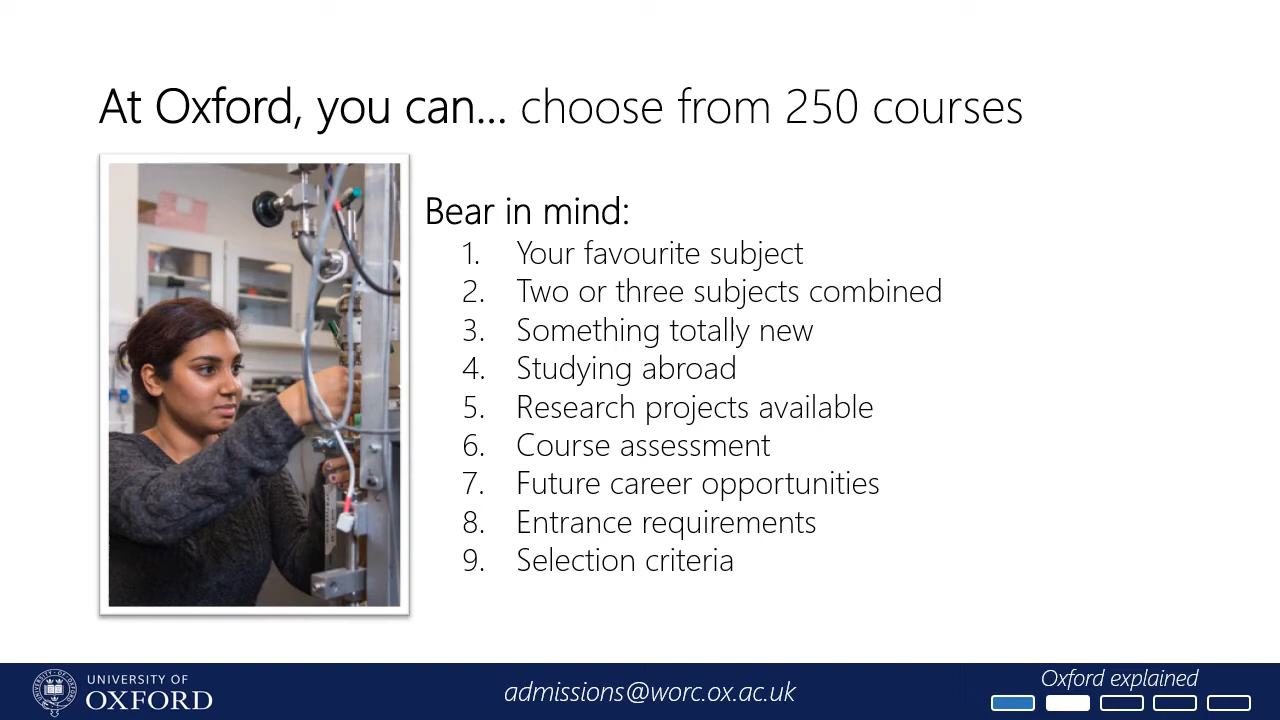 At Oxford, you can... choose from 250 courses
Bear in mind:
1. Your favourite subject
2. Two or three subjects combined
3. Something totally new
4. Studying abroad
5. Research projects available
6. Course assessment
7. Future career opportunities
8. Entrance requirements
9. Selection criteria
UNIVERSITY OF
OXFORD
admissions@worc.ox.ac.uk
Oxford explained